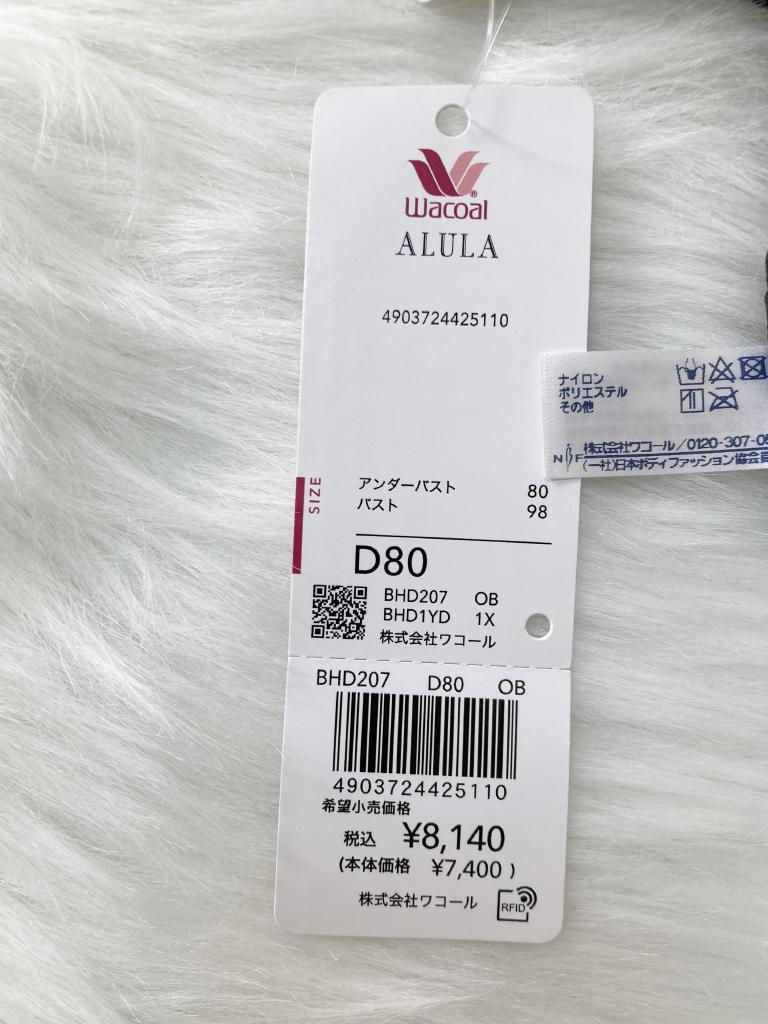 Wacoal
ALULA
4903724425110
SIZE
アンダーバスト 80
バスト 98
D80
BHD207 OB
BHD1YD 1X
株式会社ワコール
BHD207 D80 OB
4903724425110
希望小売価格
税込 ¥8,140
(本体価格 ¥7,400 )
株式会社ワコール
RFID
ナイロン
ポリエステル
その他
株式会社ワコール/0120-307-05
NBF
(一社)日本ボディファッション協会員